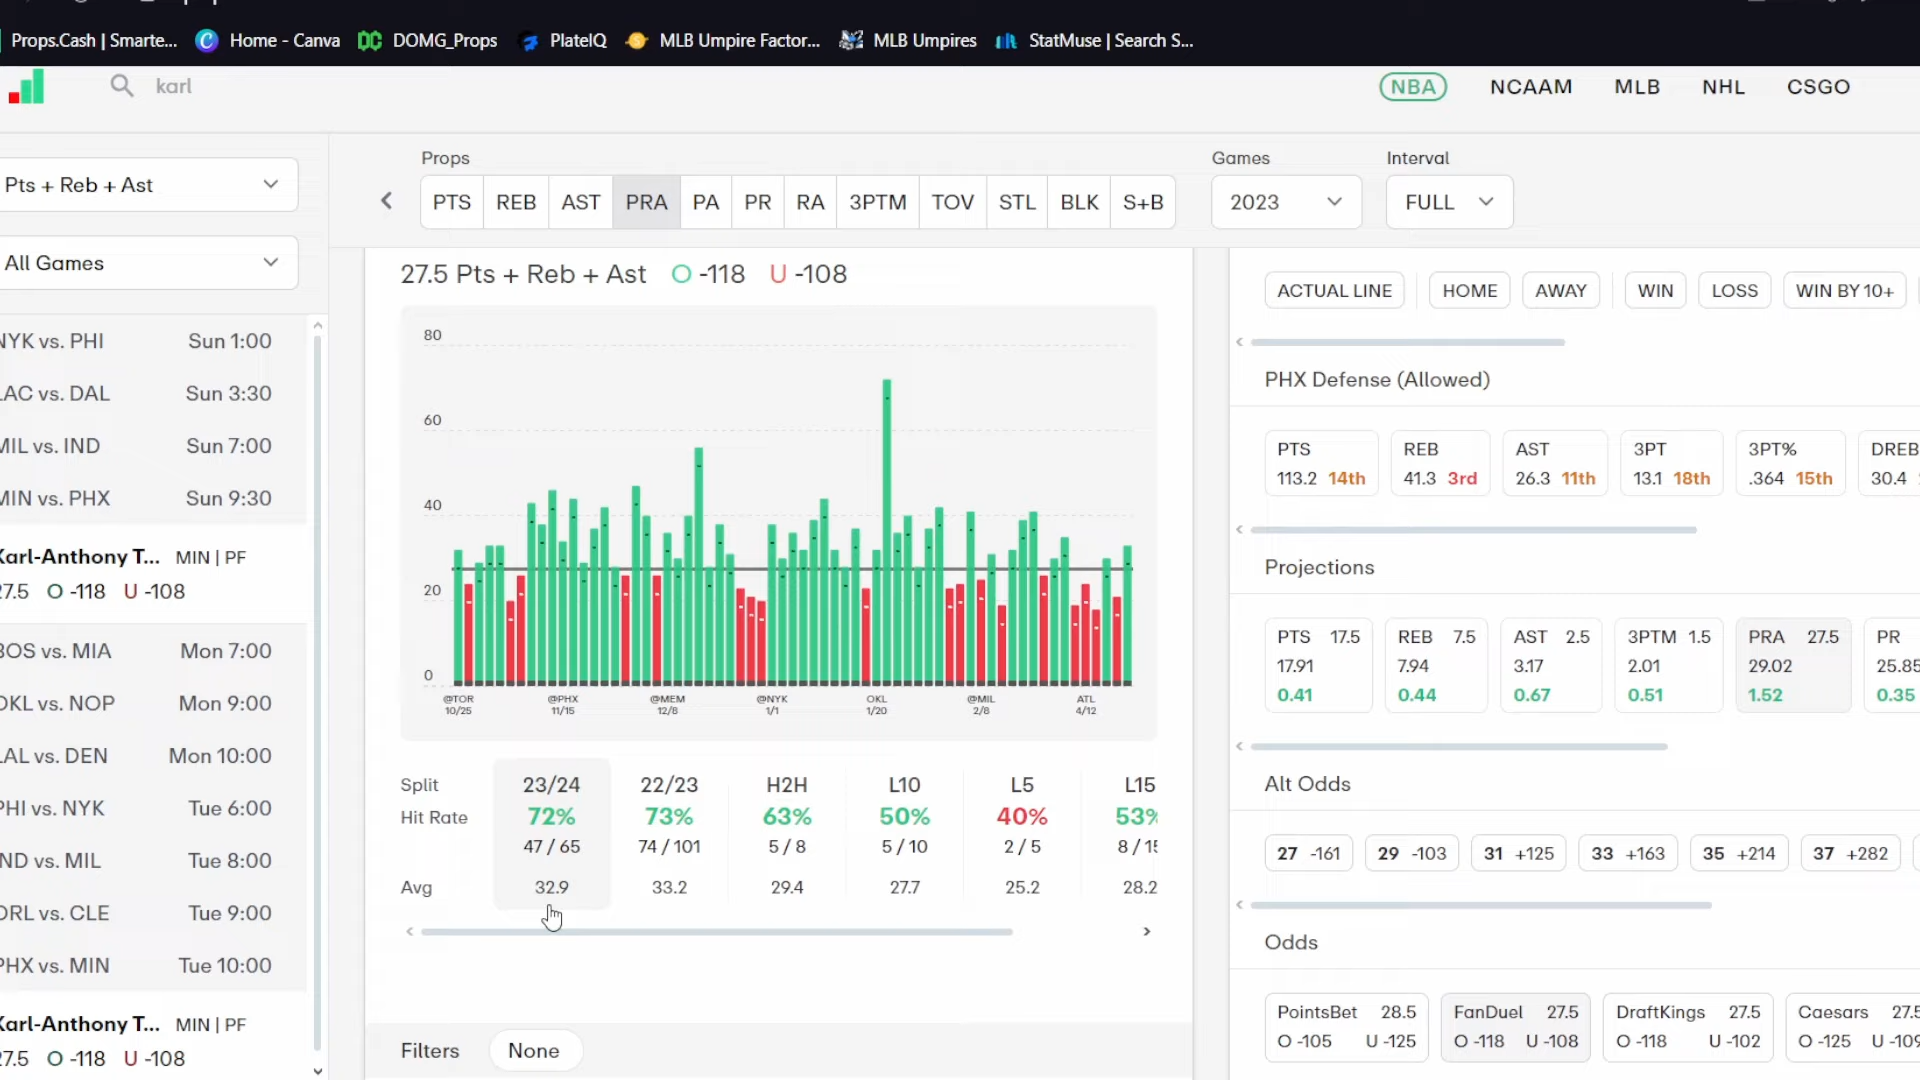 Props.Cash | Smarte...
Home - Canva
DOMG_Props
PlateIQ
MLB Umpire Factor...
MLB Umpires
StatMuse | Search S...
karl
NBA
NCAAM
MLB
NHL
CSGO
Pts + Reb + Ast
All Games
NYK vs. PHI Sun 1:00
LAC vs. DAL Sun 3:30
MIL vs. IND Sun 7:00
MIN vs. PHX Sun 9:30
Karl-Anthony T... MIN | PF
27.5 O -118 U -108
BOS vs. MIA Mon 7:00
OKL vs. NOP Mon 9:00
LAL vs. DEN Mon 10:00
PHI vs. NYK Tue 6:00
IND vs. MIL Tue 8:00
ORL vs. CLE Tue 9:00
PHX vs. MIN Tue 10:00
Karl-Anthony T... MIN | PF
27.5 O -118 U -108
Props
PTS REB AST PRA PA PR RA 3PTM TOV STL BLK S+B
Games
2023
Interval
FULL
27.5 Pts + Reb + Ast O -118 U -108
80
60
40
20
0
@TOR @PHX @MEM @NYK OKL @MIL ATL
10/25 11/15 12/8 1/1 1/20 2/8 4/12
Split 23/24 22/23 H2H L10 L5 L15
Hit Rate 72% 73% 63% 50% 40% 53%
47 / 65 74 / 101 5 / 8 5 / 10 2 / 5 8 / 15
Avg 32.9 33.2 29.4 27.7 25.2 28.2
Filters None
ACTUAL LINE HOME AWAY WIN LOSS WIN BY 10+
PHX Defense (Allowed)
PTS REB AST 3PT 3PT% DREB
113.2 14th 41.3 3rd 26.3 11th 13.1 18th .364 15th 30.4
Projections
PTS 17.5 REB 7.5 AST 2.5 3PTM 1.5 PRA 27.5 PR
17.91 7.94 3.17 2.01 29.02 25.85
0.41 0.44 0.67 0.51 1.52 0.35
Alt Odds
27 -161 29 -103 31 +125 33 +163 35 +214 37 +282
Odds
PointsBet 28.5 FanDuel 27.5 DraftKings 27.5 Caesars 27.5
O -105 U -125 O -118 U -108 O -118 U -102 O -125 U -109